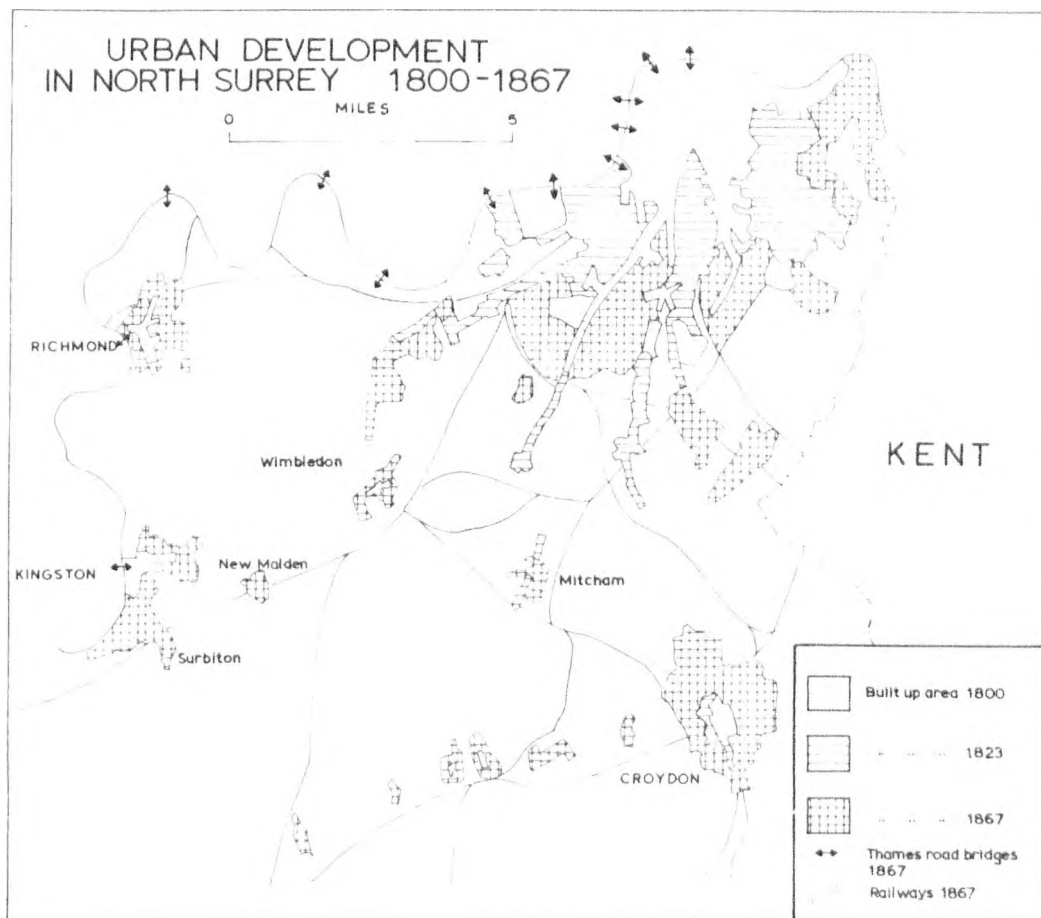 URBAN DEVELOPMENT
IN NORTH SURREY 1800-1867
MILES
0 5
RICHMOND
KENT
Wimbledon
KINGSTON
New Malden
Mitcham
Surbiton
CROYDON
Built up area 1800
" " " 1823
" " " 1867
Thames road bridges
1867
Railways 1867